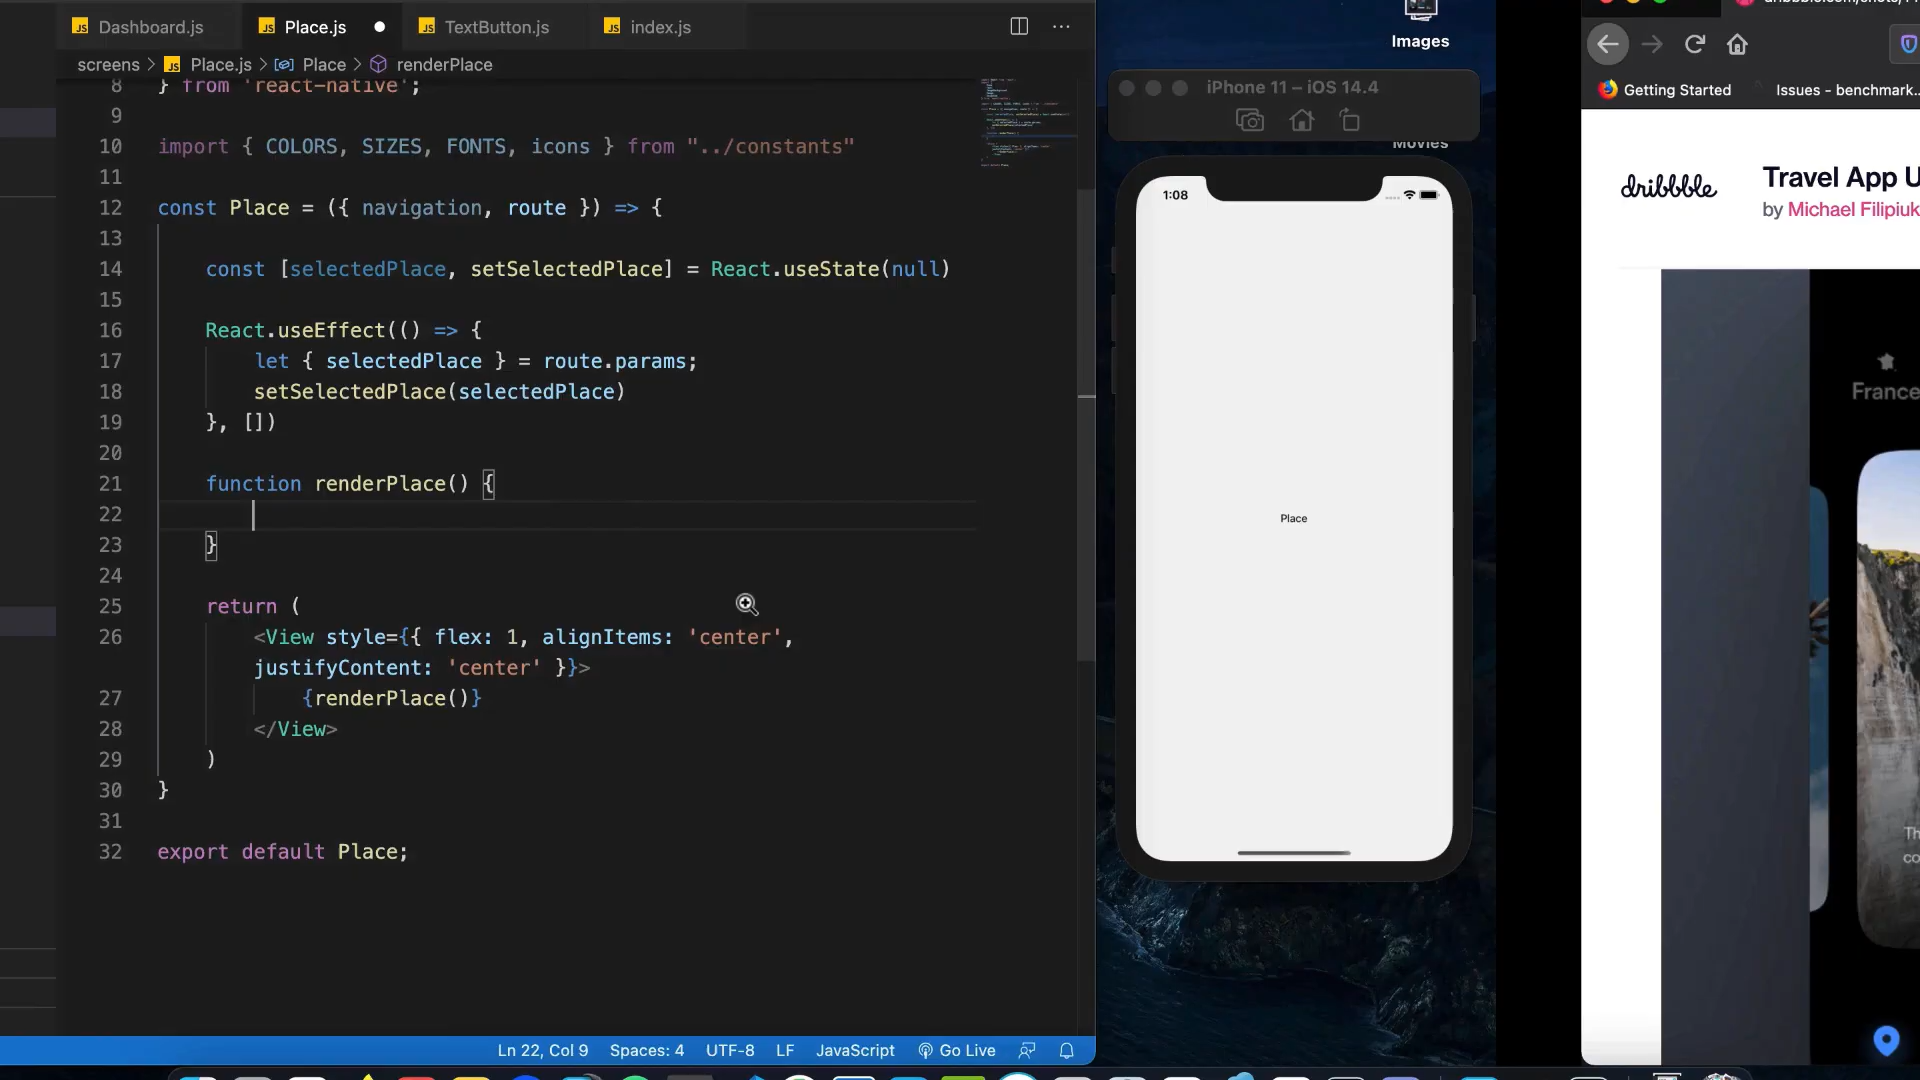 Dashboard.js
Place.js
TextButton.js
index.js
screens > Place.js > Place > renderPlace
8 } from 'react-native';
9
10 import { COLORS, SIZES, FONTS, icons } from "../constants"
11
12 const Place = ({ navigation, route }) => {
13
14 const [selectedPlace, setSelectedPlace] = React.useState(null)
15
16 React.useEffect(() => {
17 let { selectedPlace } = route.params;
18 setSelectedPlace(selectedPlace)
19 }, [])
20
21 function renderPlace() {
22
23 }
24
25 return (
26 <View style={{ flex: 1, alignItems: 'center',
justifyContent: 'center' }}>
27 {renderPlace()}
28 </View>
29 )
30 }
31
32 export default Place;
Ln 22, Col 9
Spaces: 4
UTF-8
LF
JavaScript
Go Live
Images
iPhone 11 – iOS 14.4
Movies
1:08
Place
Getting Started
Issues - benchmark...
dribbble
Travel App U
by Michael Filipiuk
France
Th
co